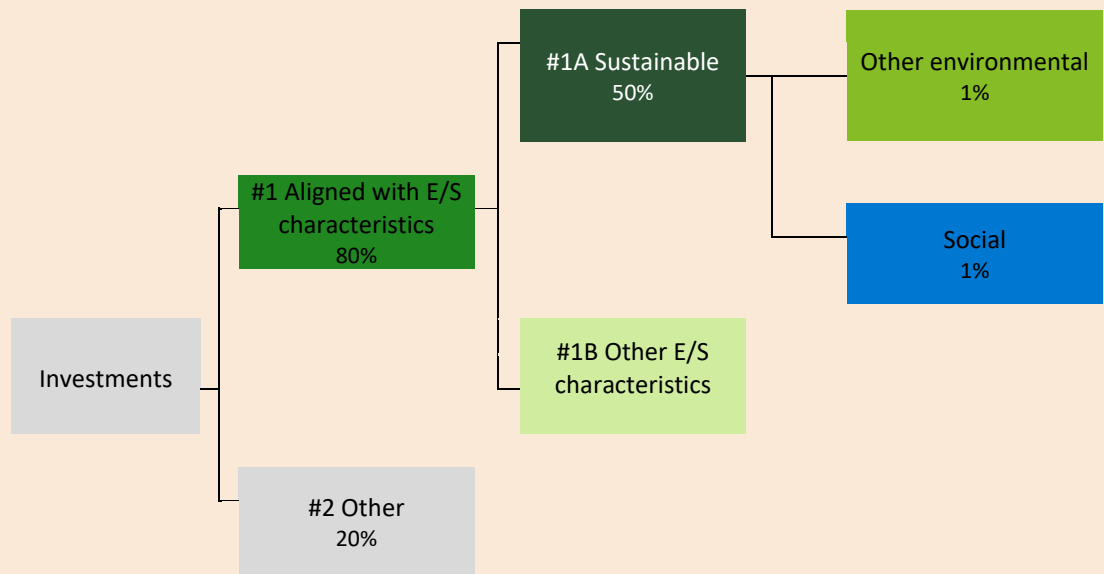 #1A Sustainable
50%
Other environmental
1%
#1 Aligned with E/S
characteristics
80%
Social
1%
Investments
#1B Other E/S
characteristics
#2 Other
20%